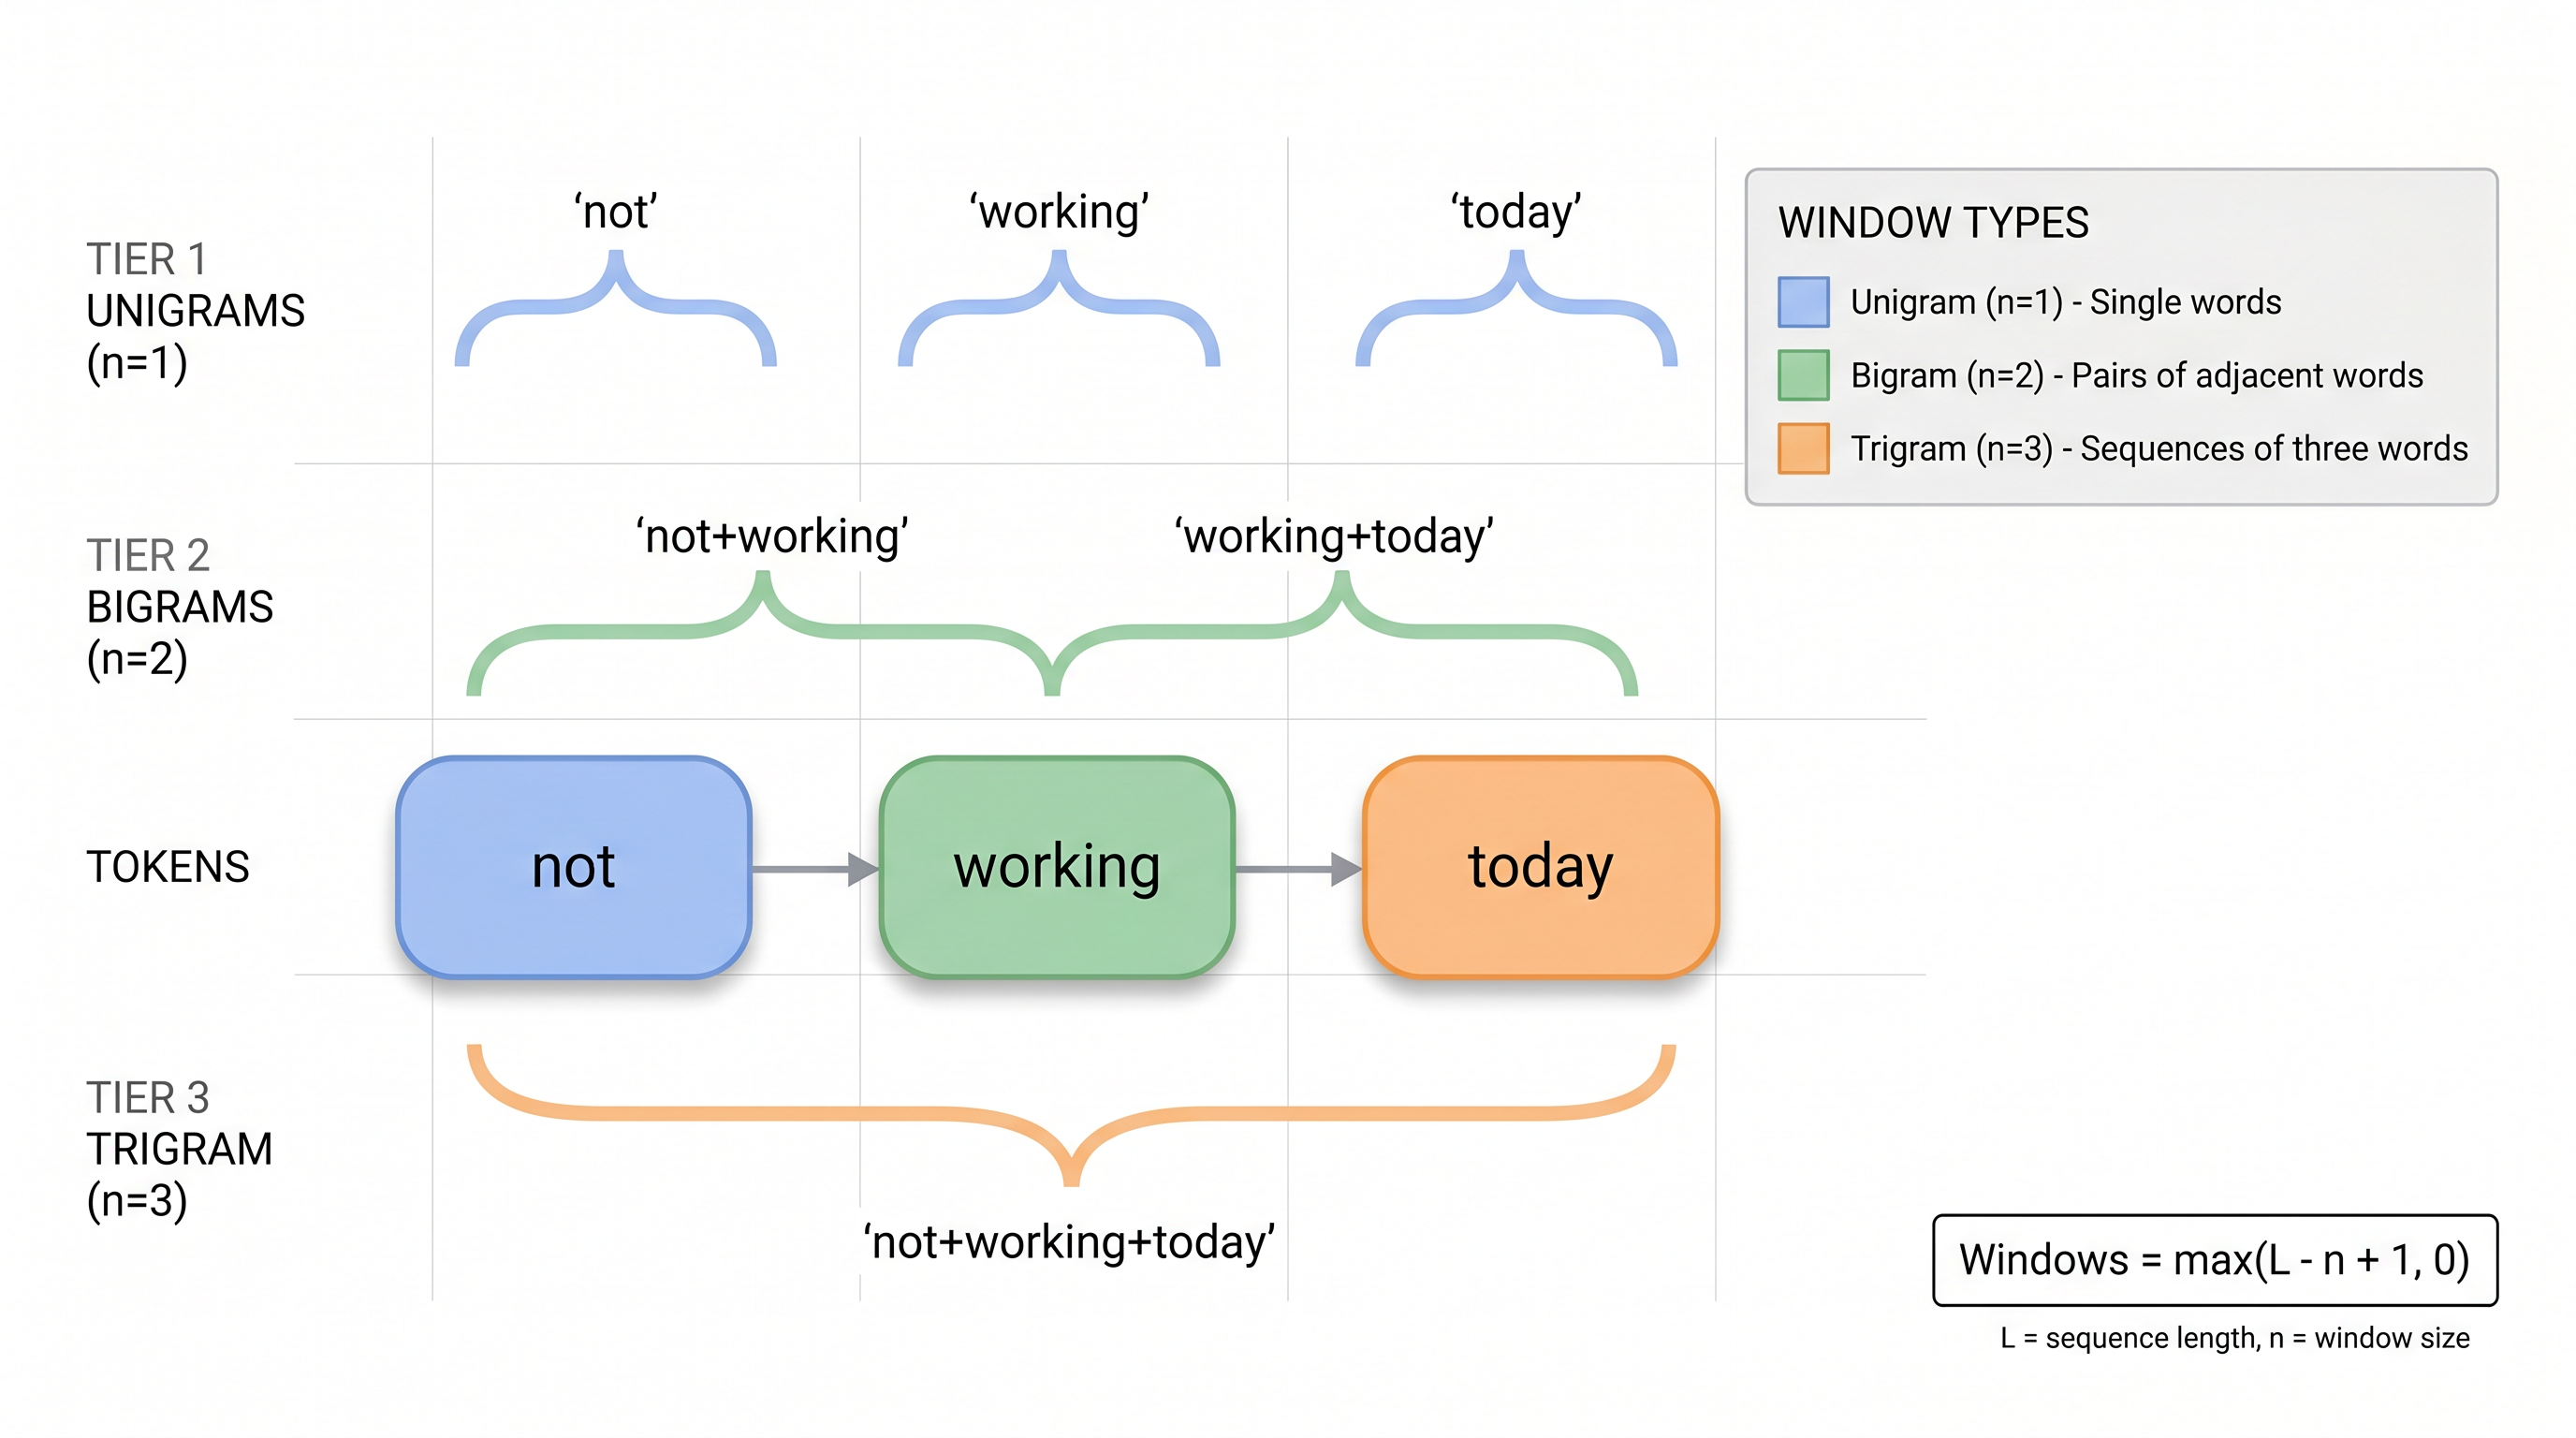 TIER 1
UNIGRAMS
(n=1)
‘not’
‘working’
‘today’
WINDOW TYPES
Unigram (n=1) - Single words
Bigram (n=2) - Pairs of adjacent words
Trigram (n=3) - Sequences of three words
TIER 2
BIGRAMS
(n=2)
‘not+working’
‘working+today’
TOKENS
not
working
today
TIER 3
TRIGRAM
(n=3)
‘not+working+today’
Windows = max(L - n + 1, 0)
L = sequence length, n = window size